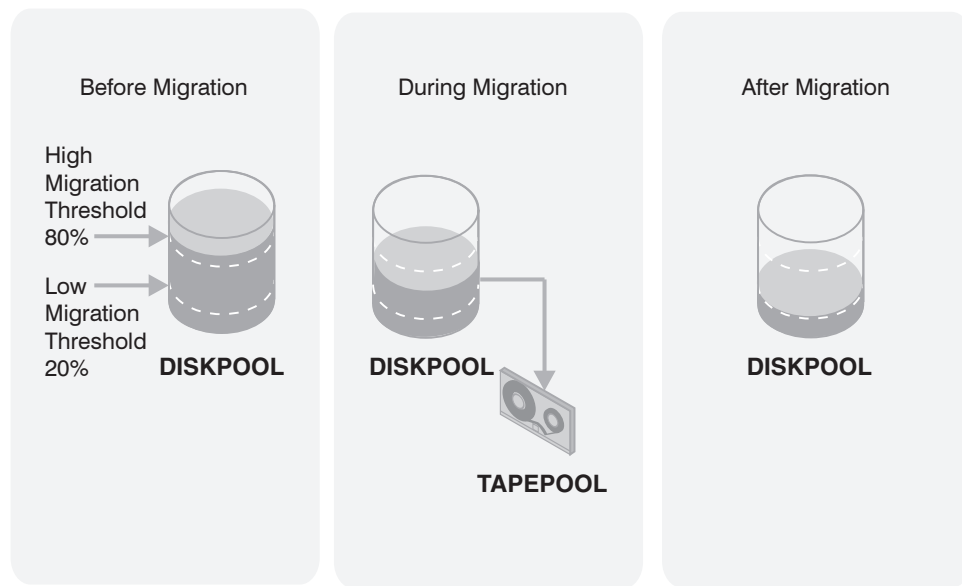 Before Migration
High
Migration
Threshold
80%
Low
Migration
Threshold
20%
DISKPOOL
During Migration
DISKPOOL
TAPEPOOL
After Migration
DISKPOOL